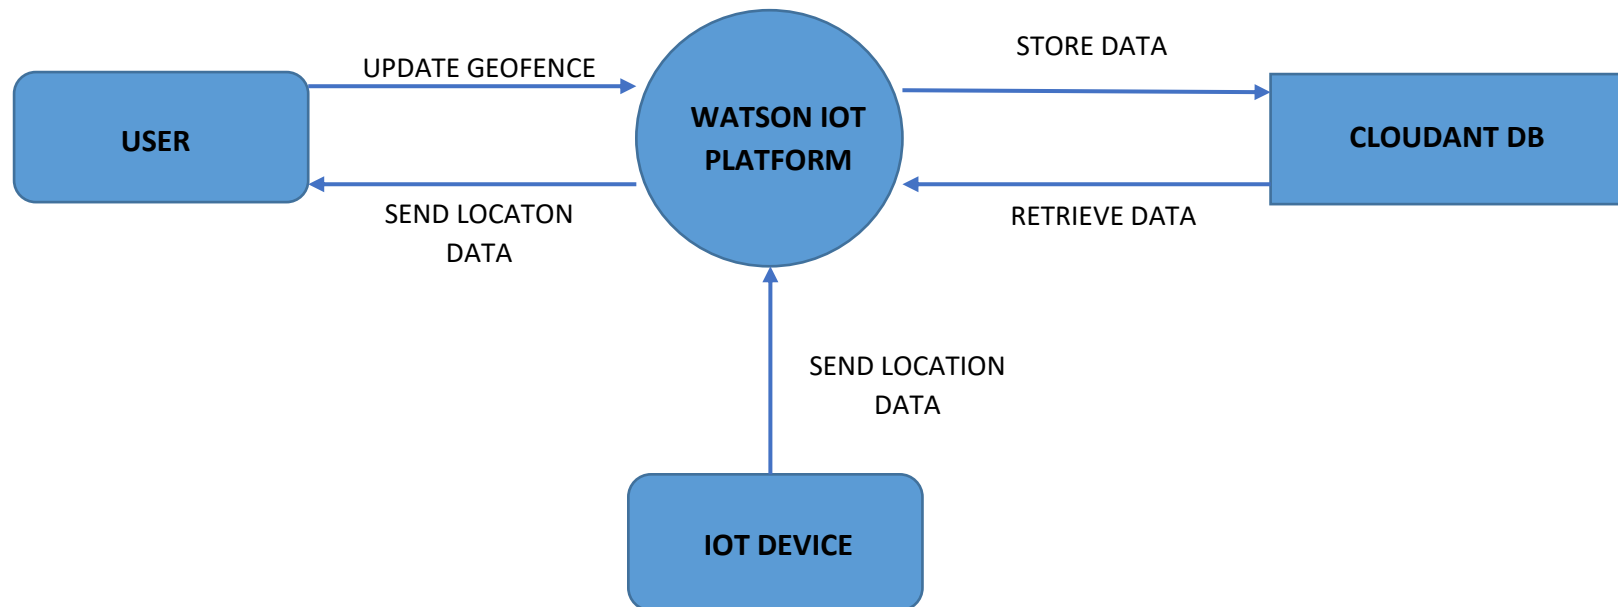 UPDATE GEOFENCE
STORE DATA
USER
WATSON IOT
PLATFORM
CLOUDANT DB
SEND LOCATON
DATA
RETRIEVE DATA
SEND LOCATION
DATA
IOT DEVICE